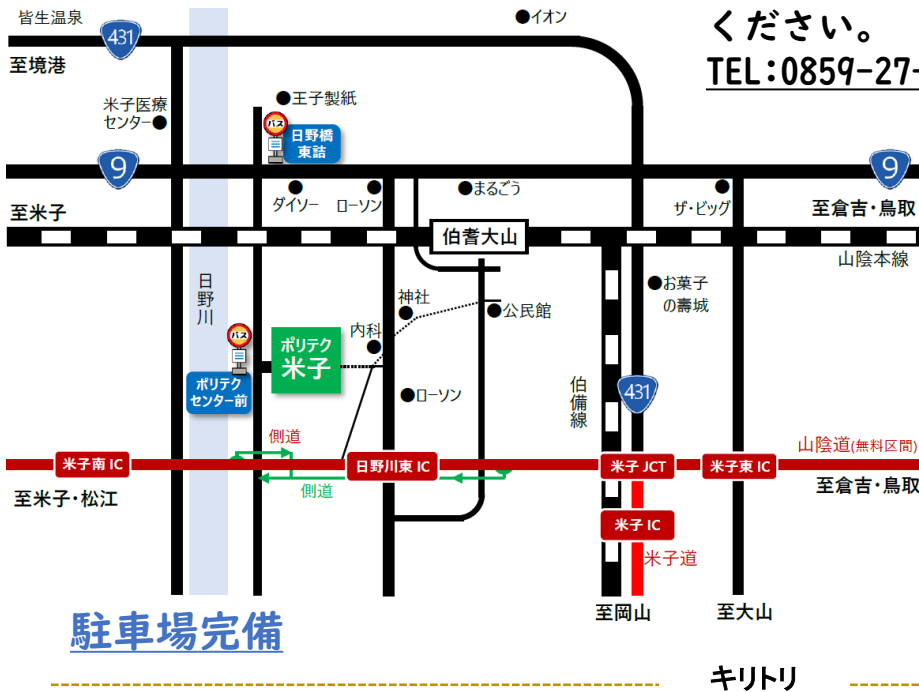 皆生温泉
431
至境港
●イオン
ください。
TEL:0859-27-
米子医療
センター●
●王子製紙
バス
日野橋
東詰
9
9
至米子
ダイソー
ローソン
●まるごう
ザ・ビッグ
至倉吉・鳥取
伯耆大山
山陰本線
日野川
神社
●公民館
●お菓子
の壽城
バス
内科
ポリテク
米子
ポリテク
センター前
●ローソン
伯備線
431
側道
山陰道(無料区間)
米子南 IC
日野川東 IC
米子 JCT
米子東 IC
至米子・松江
側道
至倉吉・鳥取
米子 IC
米子道
至岡山
至大山
駐車場完備
キリトリ